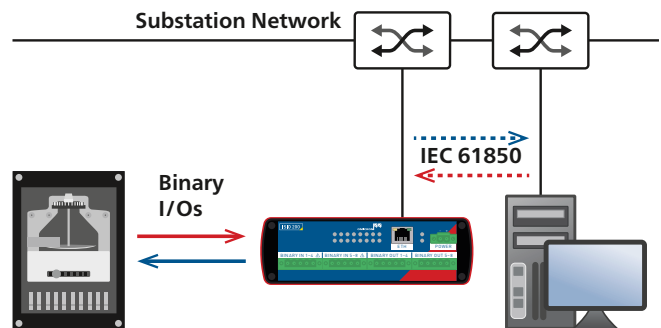 Substation Network
IEC 61850
Binary
I/Os
ISIO 200
ETH
POWER
BINARY IN 1-4
BINARY IN 5-8
BINARY OUT 1-4
BINARY OUT 5-8